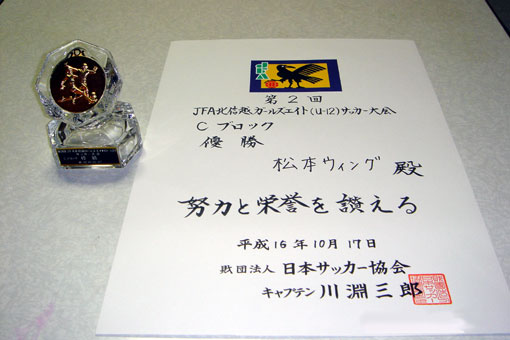 第2回
JFA北信越ガールズエイト(U-12)サッカー大会
Cブロック
優勝
松本ウィング 殿
努力と栄誉を讃える
平成16年10月17日
財団法人 日本サッカー協会
キャプテン 川淵三郎